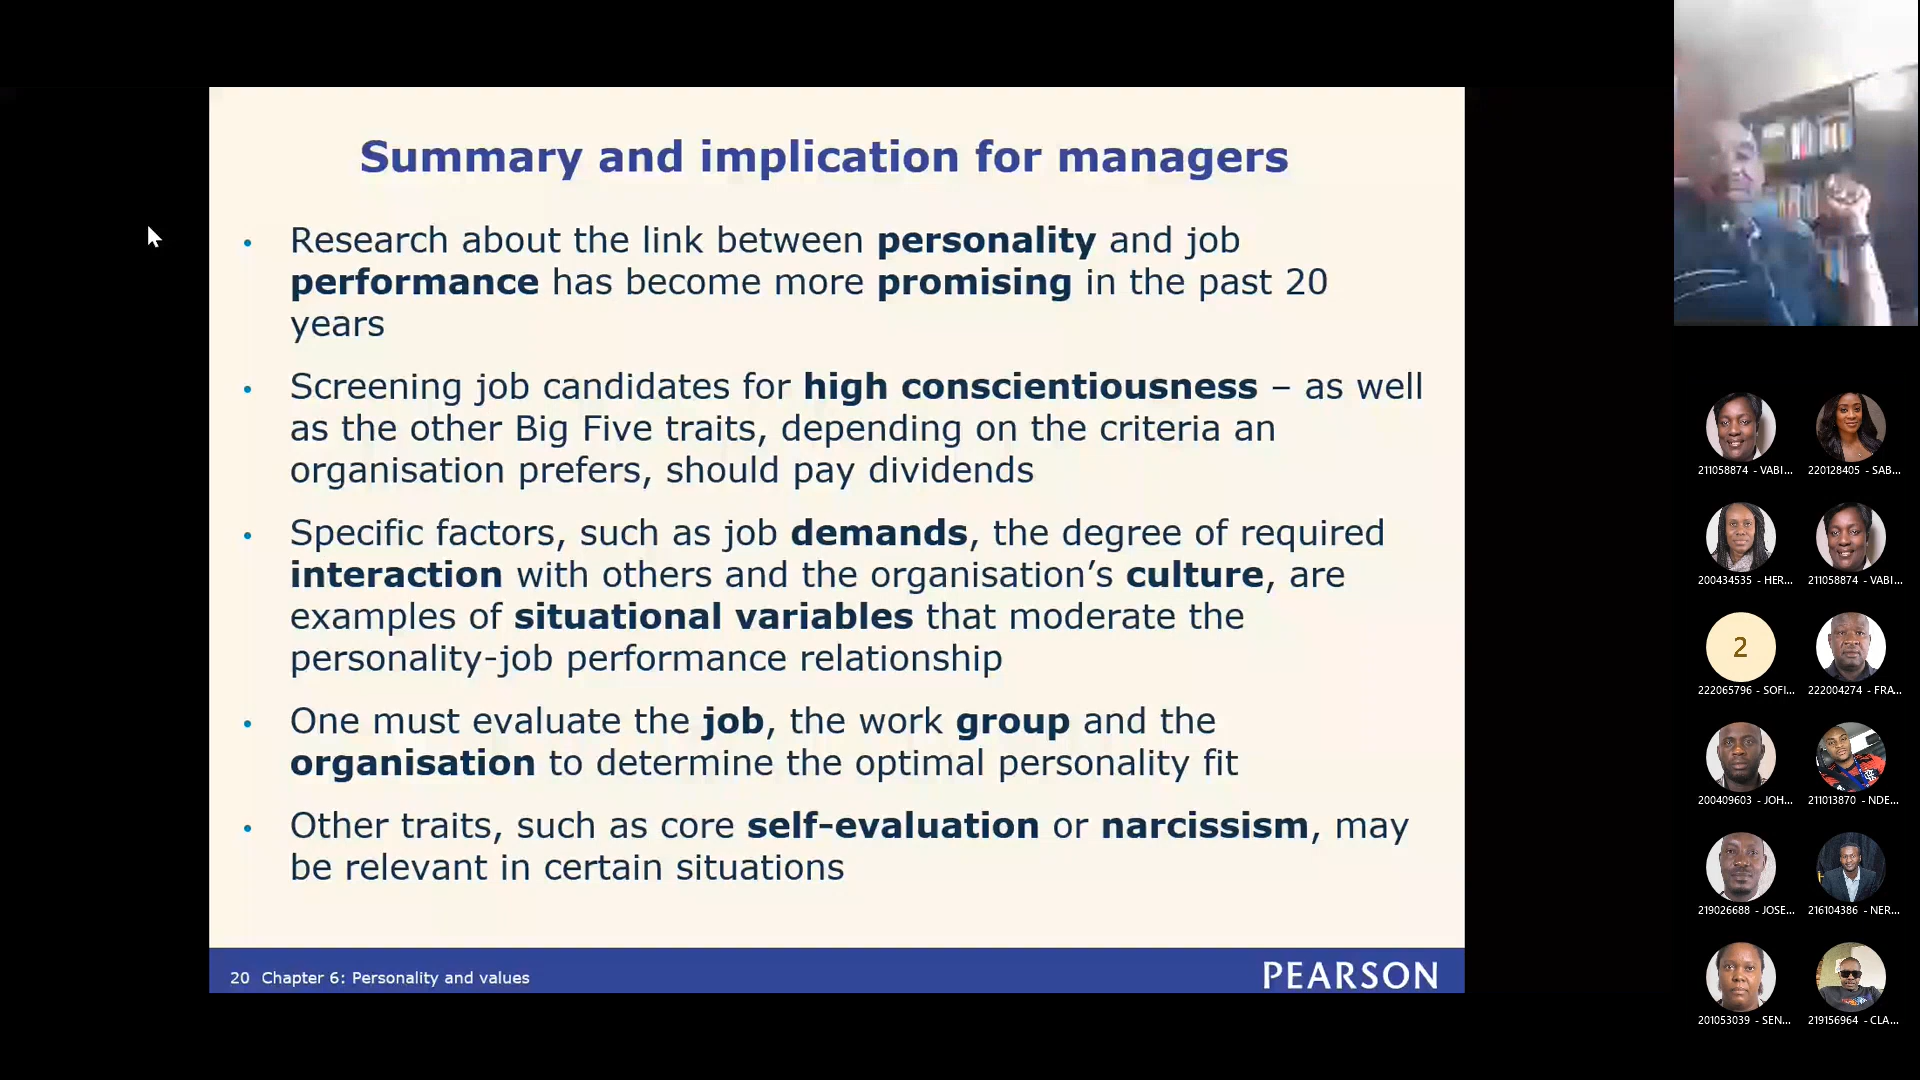 Summary and implication for managers
• Research about the link between personality and job
performance has become more promising in the past 20
years
• Screening job candidates for high conscientiousness – as well
as the other Big Five traits, depending on the criteria an
organisation prefers, should pay dividends
• Specific factors, such as job demands, the degree of required
interaction with others and the organisation’s culture, are
examples of situational variables that moderate the
personality-job performance relationship
• One must evaluate the job, the work group and the
organisation to determine the optimal personality fit
• Other traits, such as core self-evaluation or narcissism, may
be relevant in certain situations
20 Chapter 6: Personality and values
PEARSON
211058874 - VABI...
220128405 - SAB...
200434535 - HER...
211058874 - VABI...
2
222065796 - SOFI...
222004274 - FRA...
200409603 - JOH...
211013870 - NDE...
219026688 - JOSE...
216104386 - NER...
201053039 - SEN...
219156964 - CLA...